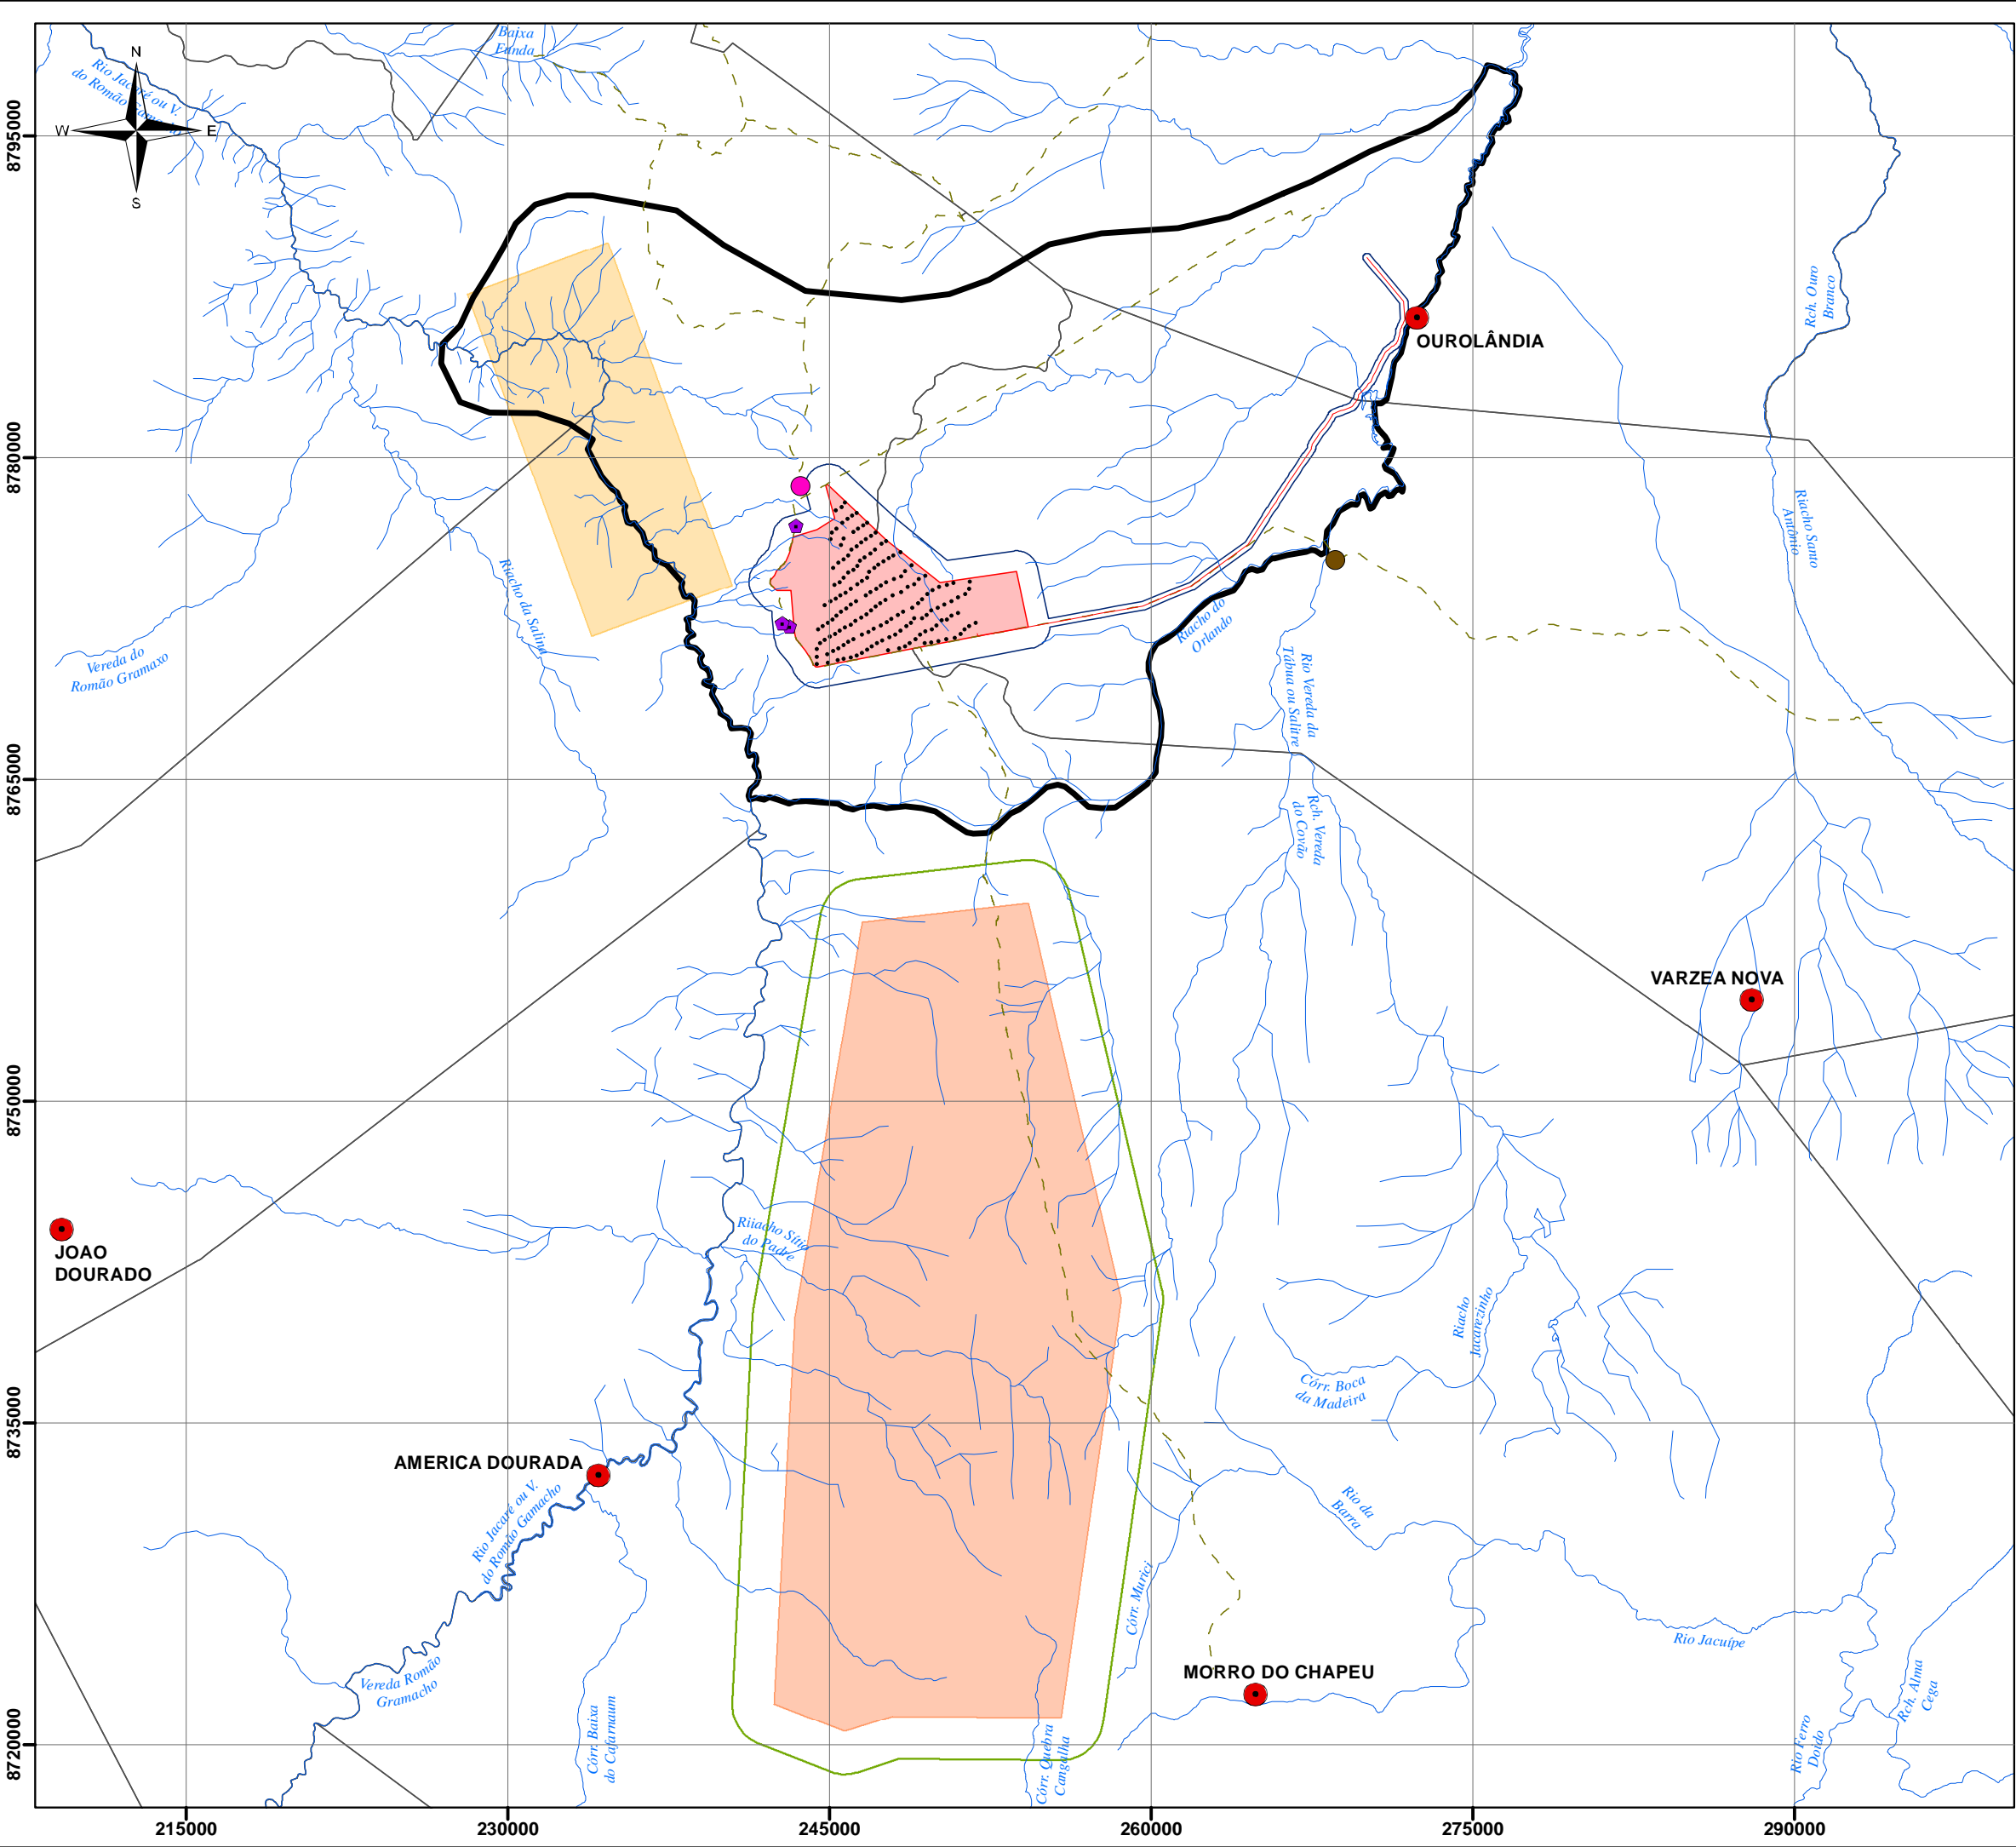 Baixa
Funda
N
Rio Jacaré ou V.
do Romão Gamacho
W
E
S
8795000
Rch. Ouro
Branco
OUROLÂNDIA
8780000
Riacho Santo
Antônio
Riacho da Salina
Riacho do
Orlando
Vereda do
Romão Gramaxo
Rio Vereda da
Tábua ou Salitre
8765000
Rch. Vereda
do Covão
VARZEA NOVA
8750000
Riiacho Sítio
do Padre
JOAO
DOURADO
Riacho
Jacarezinho
Córr. Boca
da Madeira
8735000
AMERICA DOURADA
Rio Jacaré ou V.
do Romão Gamacho
Rio da
Barra
Córr. Murici
Rio Jacuípe
Vereda Romão
Gramacho
MORRO DO CHAPEU
Rch. Alma
Cega
Córr. Baixa
do Cafarnaum
Córr. Quebra
Cangalha
Rio Ferro
Doido
8720000
215000
230000
245000
260000
275000
290000